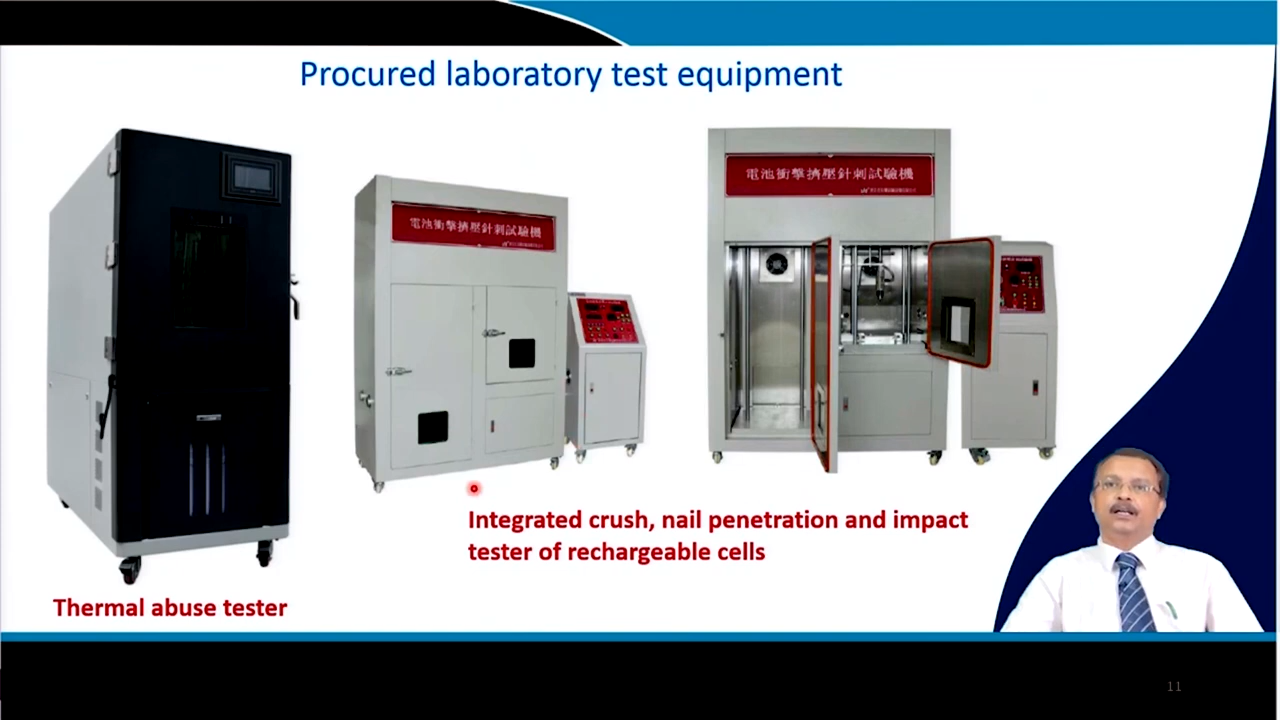 Procured laboratory test equipment
電池衝擊擠壓針刺試驗機
電池衝擊擠壓針刺試驗機
Integrated crush, nail penetration and impact
tester of rechargeable cells
Thermal abuse tester
11